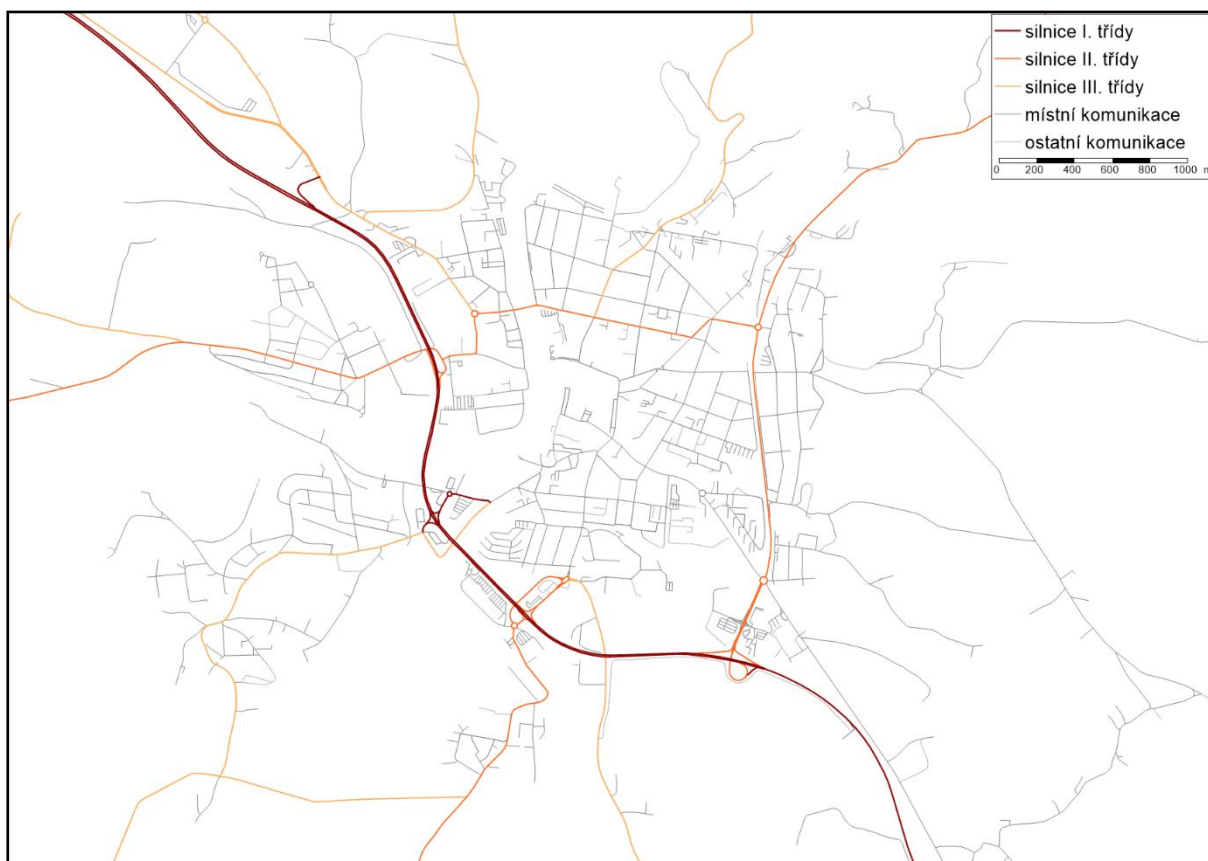 silnice I. třídy
silnice II. třídy
silnice III. třídy
místní komunikace
ostatní komunikace
0 200 400 600 800 1000 m